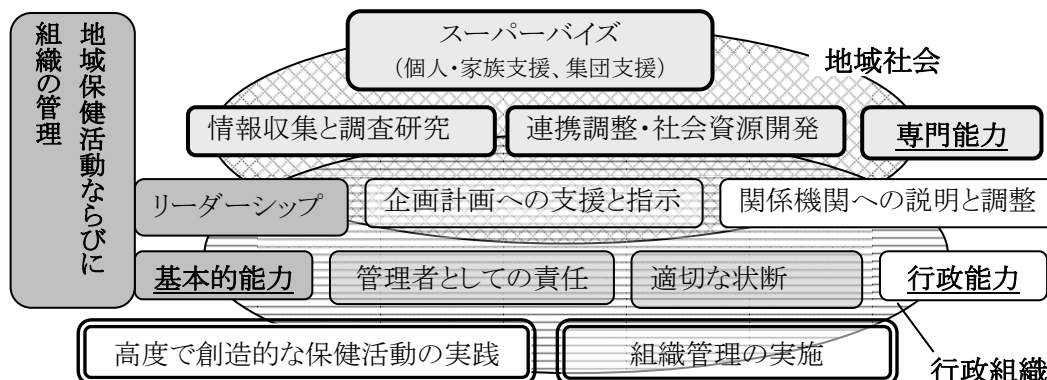 地域保健活動ならびに
組織の管理
スーパーバイズ
（個人・家族支援、集団支援）
地域社会
情報収集と調査研究
連携調整・社会資源開発
専門能力
リーダーシップ
企画計画への支援と指示
関係機関への説明と調整
基本的能力
管理者としての責任
適切な状断
行政能力
高度で創造的な保健活動の実践
組織管理の実施
行政組織